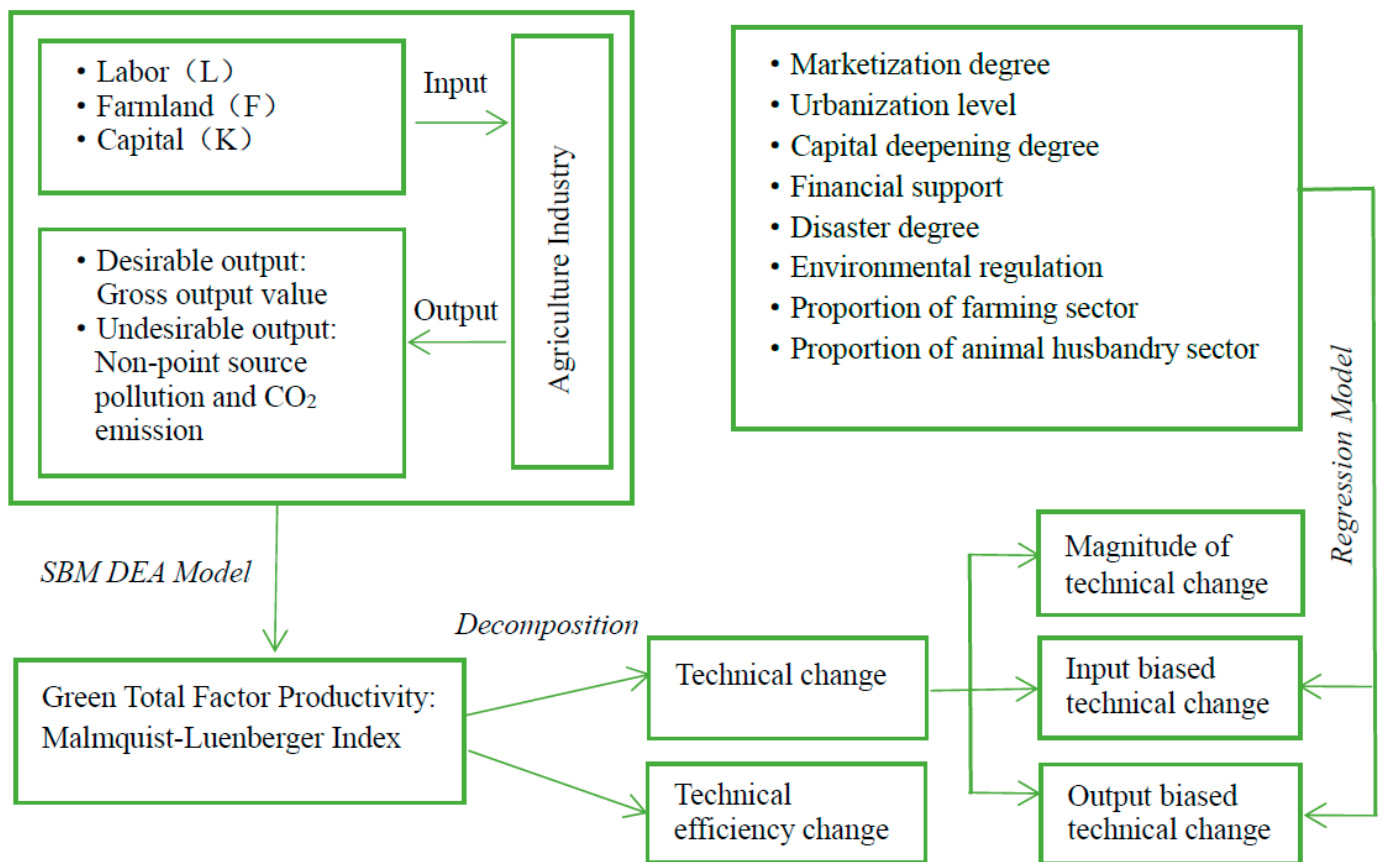 • Labor（L）
• Farmland（F）
• Capital（K）
Input
Agriculture Industry
• Desirable output:
Gross output value
• Undesirable output:
Non-point source
pollution and CO₂
emission
Output
• Marketization degree
• Urbanization level
• Capital deepening degree
• Financial support
• Disaster degree
• Environmental regulation
• Proportion of farming sector
• Proportion of animal husbandry sector
Regression Model
SBM DEA Model
Green Total Factor Productivity:
Malmquist-Luenberger Index
Decomposition
Technical change
Technical
efficiency change
Magnitude of
technical change
Input biased
technical change
Output biased
technical change